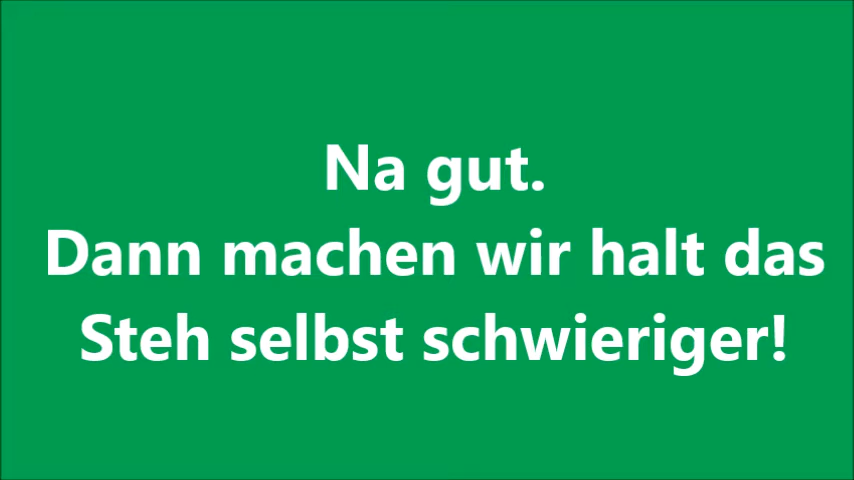 Na gut.
Dann machen wir halt das
Steh selbst schwieriger!